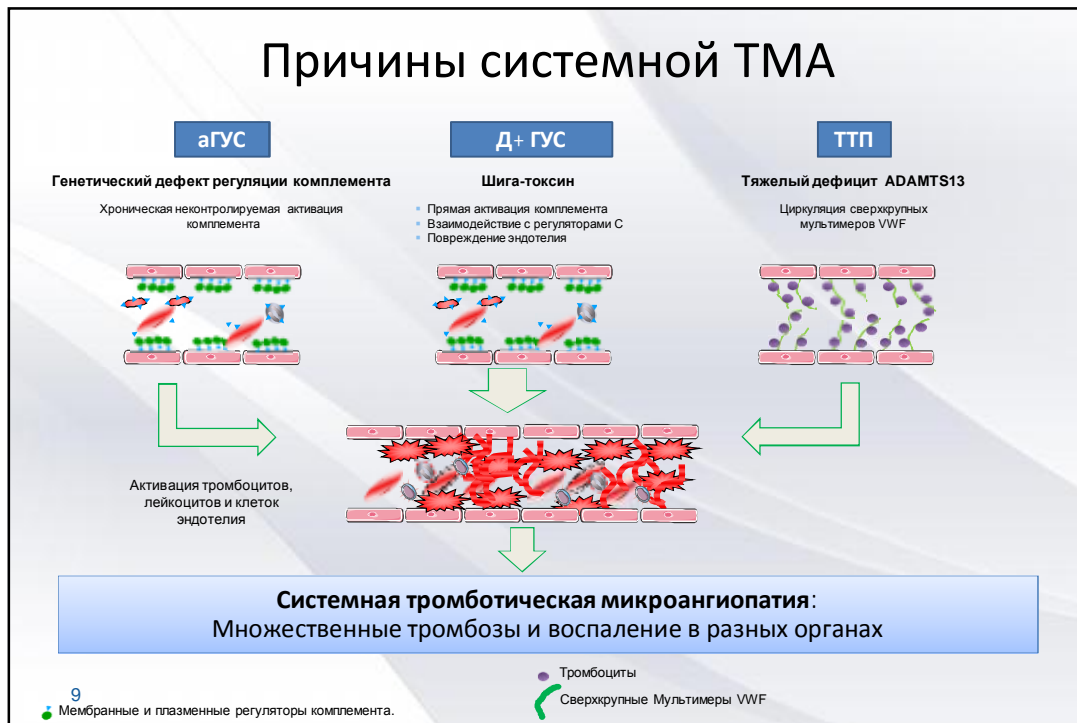 Причины системной ТМА
аГУС
Генетический дефект регуляции комплемента
Хроническая неконтролируемая активация
комплемента
Д+ ГУС
Шига-токсин
Прямая активация комплемента
Взаимодействие с регуляторами С
Повреждение эндотелия
ТТП
Тяжелый дефицит ADAMTS13
Циркуляция сверхкрупных
мультимеров VWF
Активация тромбоцитов,
лейкоцитов и клеток
эндотелия
Системная тромботическая микроангиопатия:
Множественные тромбозы и воспаление в разных органах
9
Мембранные и плазменные регуляторы комплемента.
Тромбоциты
Сверхкрупные Мультимеры VWF